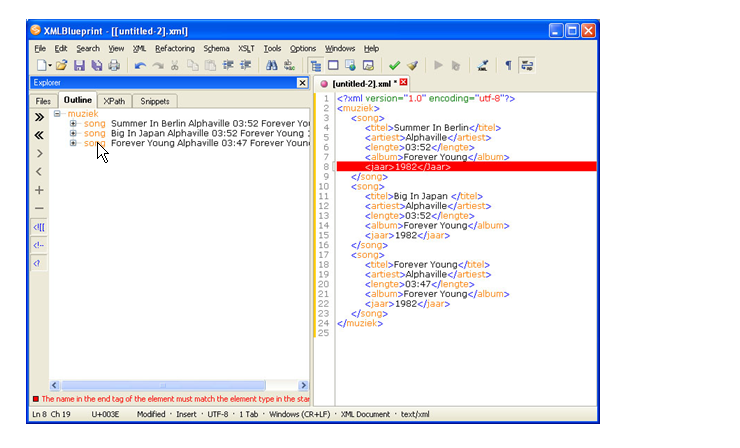 XMLBlueprint - [[untitled-2].xml]
File Edit Search View XML Refactoring Schema XSLT Tools Options Windows Help
Explorer
[untitled-2].xml *
Files Outline XPath Snippets
muziek
song Summer In Berlin Alphaville 03:52 Forever Yo
song Big In Japan Alphaville 03:52 Forever Young
song Forever Young Alphaville 03:47 Forever Youn
<![[
<!--
<?
1 <?xml version="1.0" encoding="utf-8"?>
2 <muziek>
3 <song>
4 <titel>Summer In Berlin</titel>
5 <artiest>Alphaville</artiest>
6 <lengte>03:52</lengte>
7 <album>Forever Young</album>
8 <jaar>1982</Jaar>
9 </song>
10 <song>
11 <titel>Big In Japan </titel>
12 <artiest>Alphaville</artiest>
13 <lengte>03:52</lengte>
14 <album>Forever Young</album>
15 <jaar>1982</jaar>
16 </song>
17 <song>
18 <titel>Forever Young</titel>
19 <artiest>Alphaville</artiest>
20 <lengte>03:47</lengte>
21 <album>Forever Young</album>
22 <jaar>1982</jaar>
23 </song>
24 </muziek>
25
The name in the end tag of the element must match the element type in the star
Ln 8 Ch 19 U+003E Modified · Insert · UTF-8 · 1 Tab · Windows (CR+LF) · XML Document · text/xml